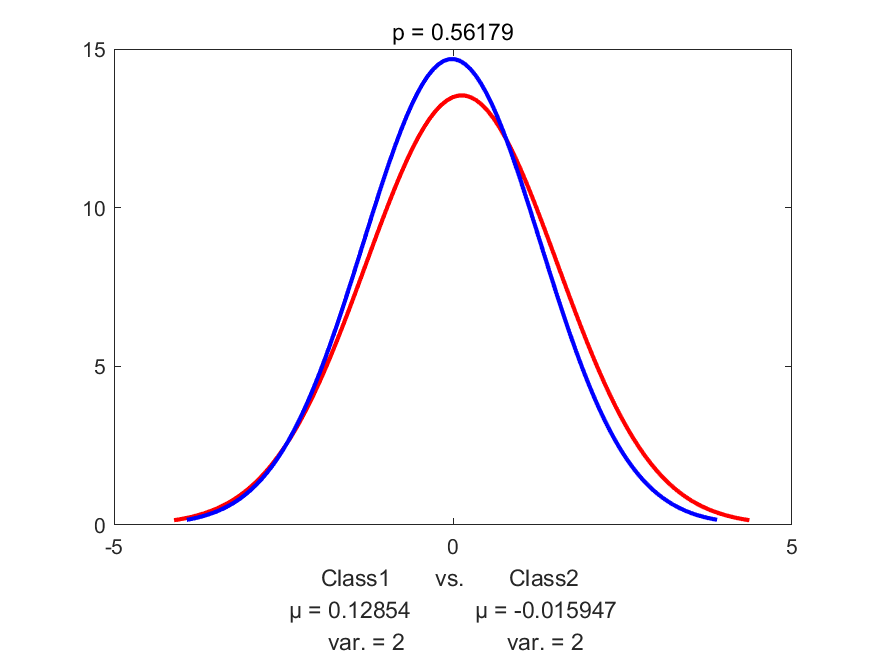 p = 0.56179
15
10
5
0
-5 0 5
Class1 vs. Class2
μ = 0.12854 μ = -0.015947
var. = 2 var. = 2